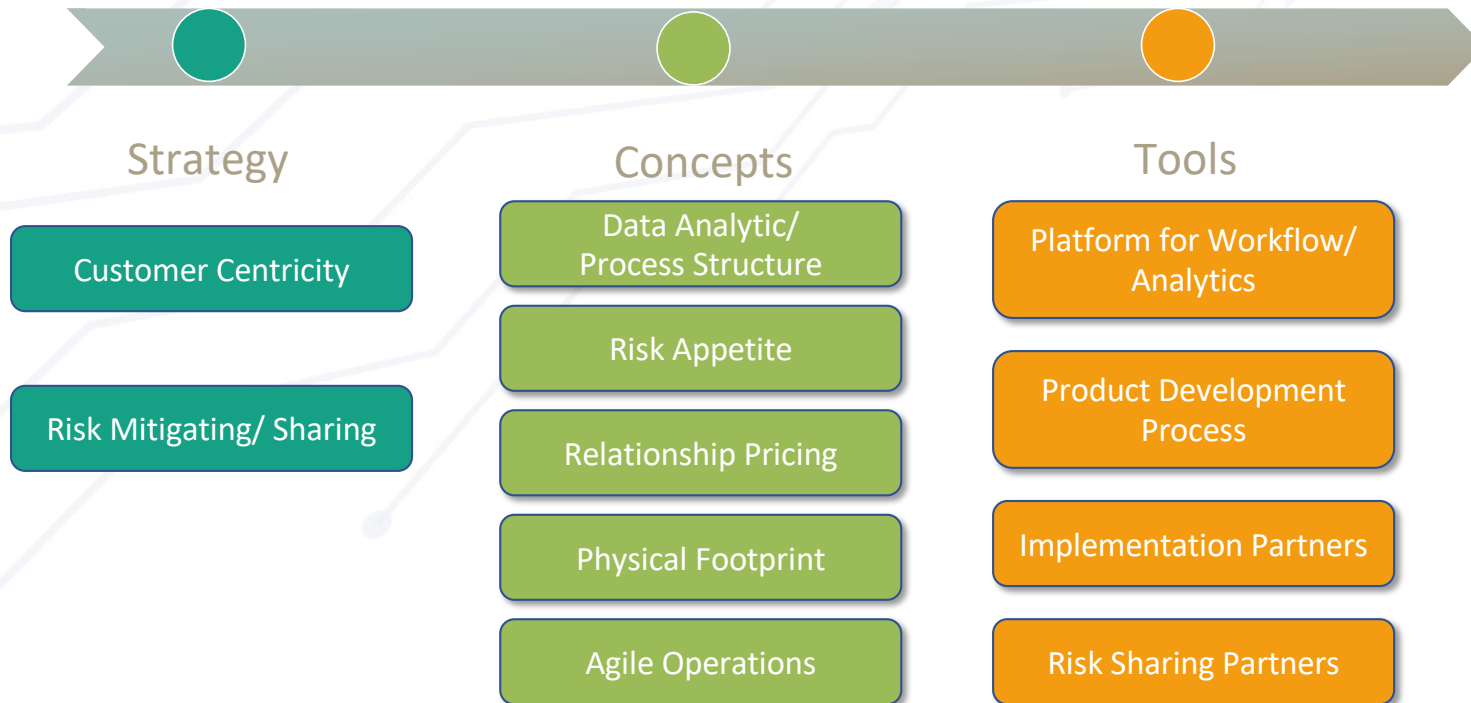 Strategy
Customer Centricity
Risk Mitigating/ Sharing
Concepts
Data Analytic/
Process Structure
Risk Appetite
Relationship Pricing
Physical Footprint
Agile Operations
Tools
Platform for Workflow/
Analytics
Product Development
Process
Implementation Partners
Risk Sharing Partners